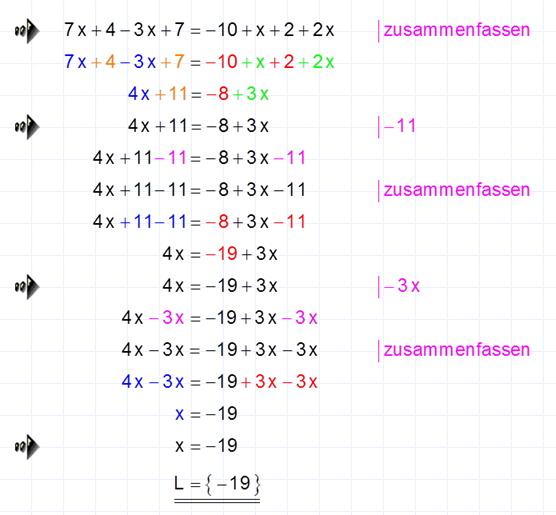 7x+4−3x+7=−10+x+2+2x |zusammenfassen
7x+4−3x+7=−10+x+2+2x
4x+11=−8+3x
4x+11=−8+3x |−11
4x+11−11=−8+3x−11
4x+11−11=−8+3x−11 |zusammenfassen
4x+11−11=−8+3x−11
4x=−19+3x
4x=−19+3x |−3x
4x−3x=−19+3x−3x
4x−3x=−19+3x−3x |zusammenfassen
4x−3x=−19+3x−3x
x=−19
x=−19
L={−19}